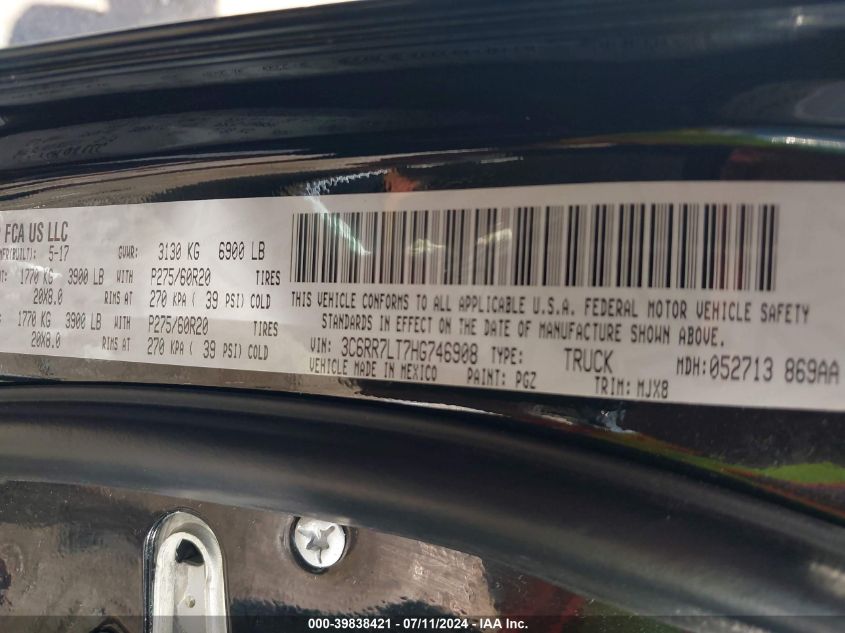 FCA US LLC
5-17 GVWR: 3130 KG 6900 LB
1770 KG 3900 LB WITH P275/60R20 TIRES
20X8.0 RIMS AT 270 KPA ( 39 PSI) COLD
1770 KG 3900 LB WITH P275/60R20 TIRES
20X8.0 RIMS AT 270 KPA ( 39 PSI) COLD
THIS VEHICLE CONFORMS TO ALL APPLICABLE U.S.A. FEDERAL MOTOR VEHICLE SAFETY
STANDARDS IN EFFECT ON THE DATE OF MANUFACTURE SHOWN ABOVE.
VIN: 3C6RR7LT7HG746908 TYPE: TRUCK MDH:052713 869AA
VEHICLE MADE IN MEXICO PAINT: PGZ TRIM: MJX8
000-39838421 - 07/11/2024 - IAA Inc.